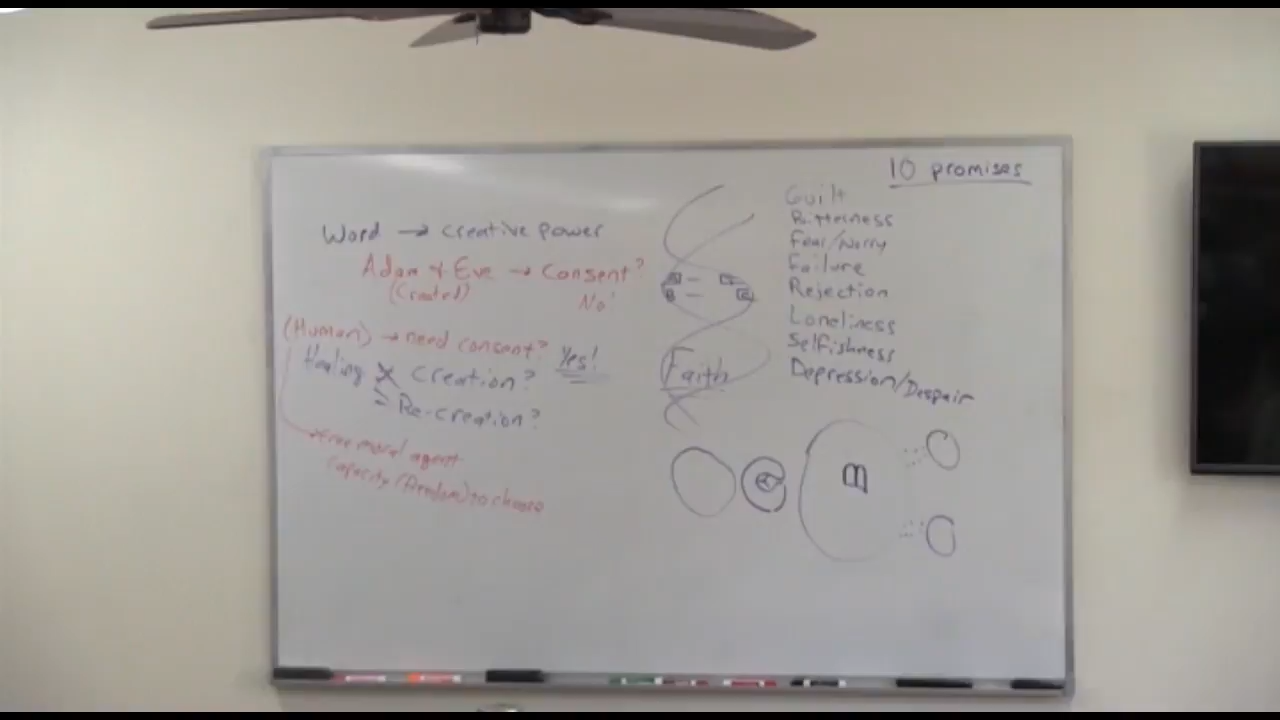 10 promises
Word → creative power
Adam & Eve → Consent?
(Created) No!
(Human) → need consent? Yes!
Healing Creation?
= Re-creation?
free moral agent
capacity (freedom) to choose
Guilt
Bitterness
Fear/Worry
Failure
Rejection
Loneliness
Selfishness
Depression/Despair
Faith